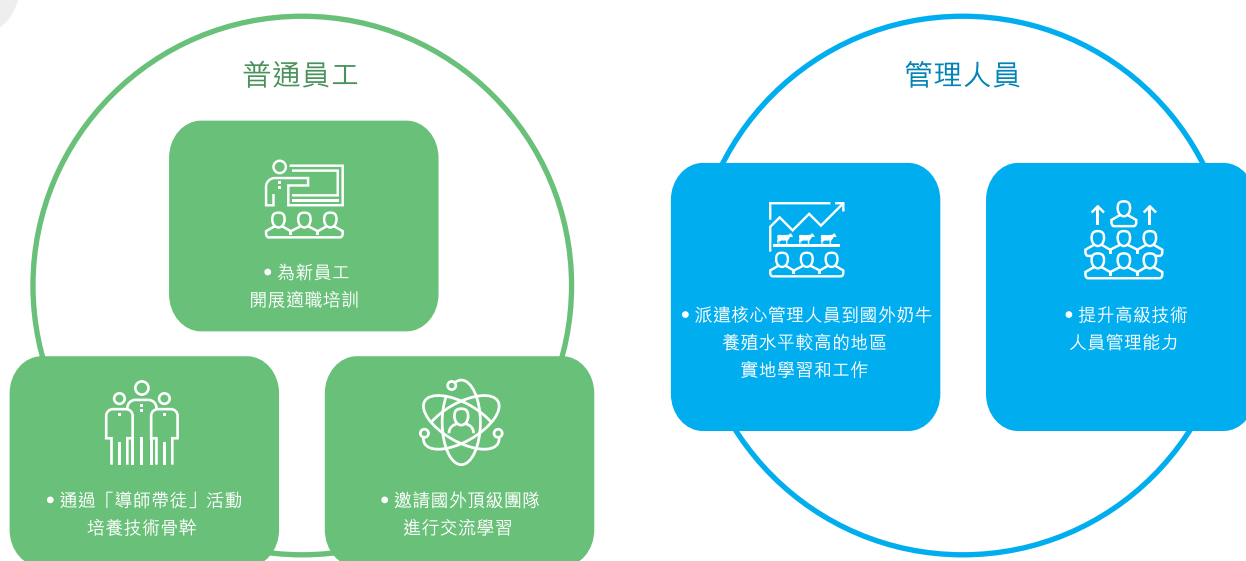 普通員工
• 為新員工
開展適職培訓
• 通過「導師帶徒」活動
培養技術骨幹
• 邀請國外頂級團隊
進行交流學習
管理人員
• 派遣核心管理人員到國外奶牛
養殖水平較高的地區
實地學習和工作
• 提升高級技術
人員管理能力